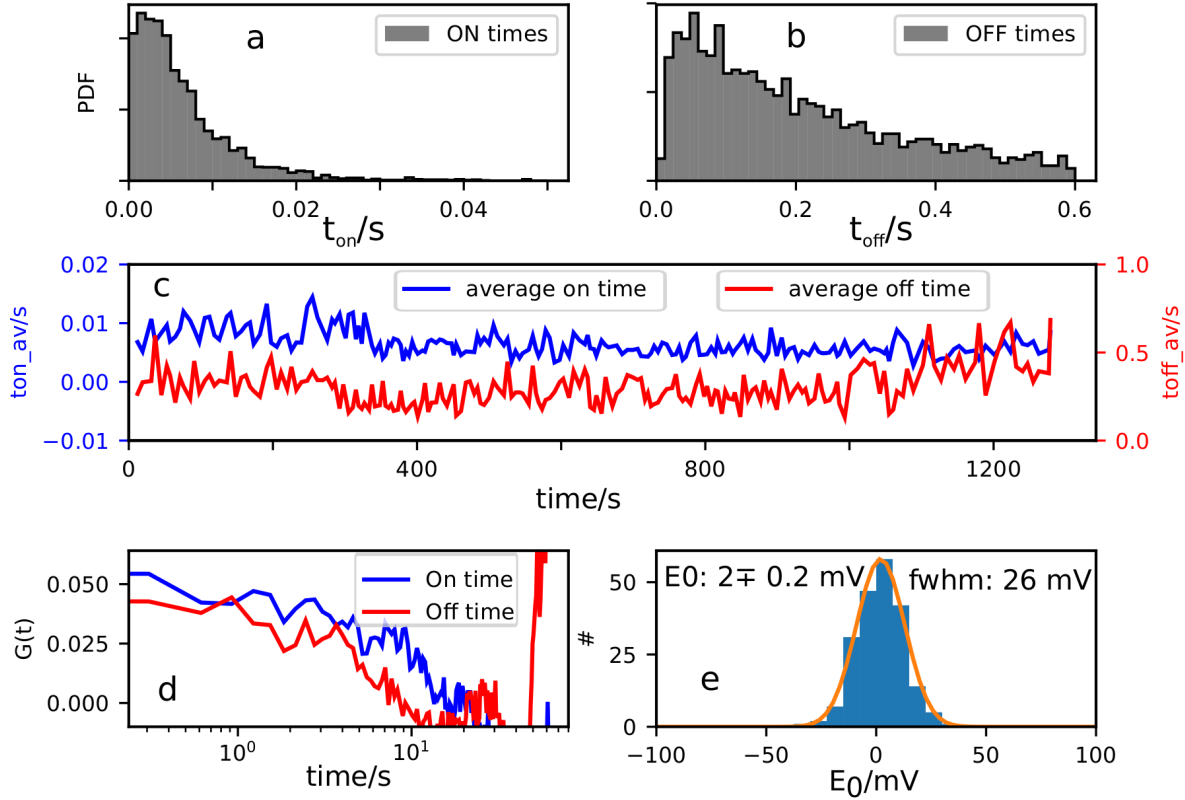 a
ON times
PDF
0.00 0.02 0.04
t_on/s
b
OFF times
0.0 0.2 0.4 0.6
t_off/s
c
average on time
average off time
ton_av/s
0.02
0.01
0.00
−0.01
toff_av/s
1.0
0.5
0.0
0 400 800 1200
time/s
d
On time
Off time
G(t)
0.050
0.025
0.000
10^0 10^1
time/s
E0: 2∓ 0.2 mV
fwhm: 26 mV
e
#
50
25
0
−100 −50 0 50 100
E_0/mV